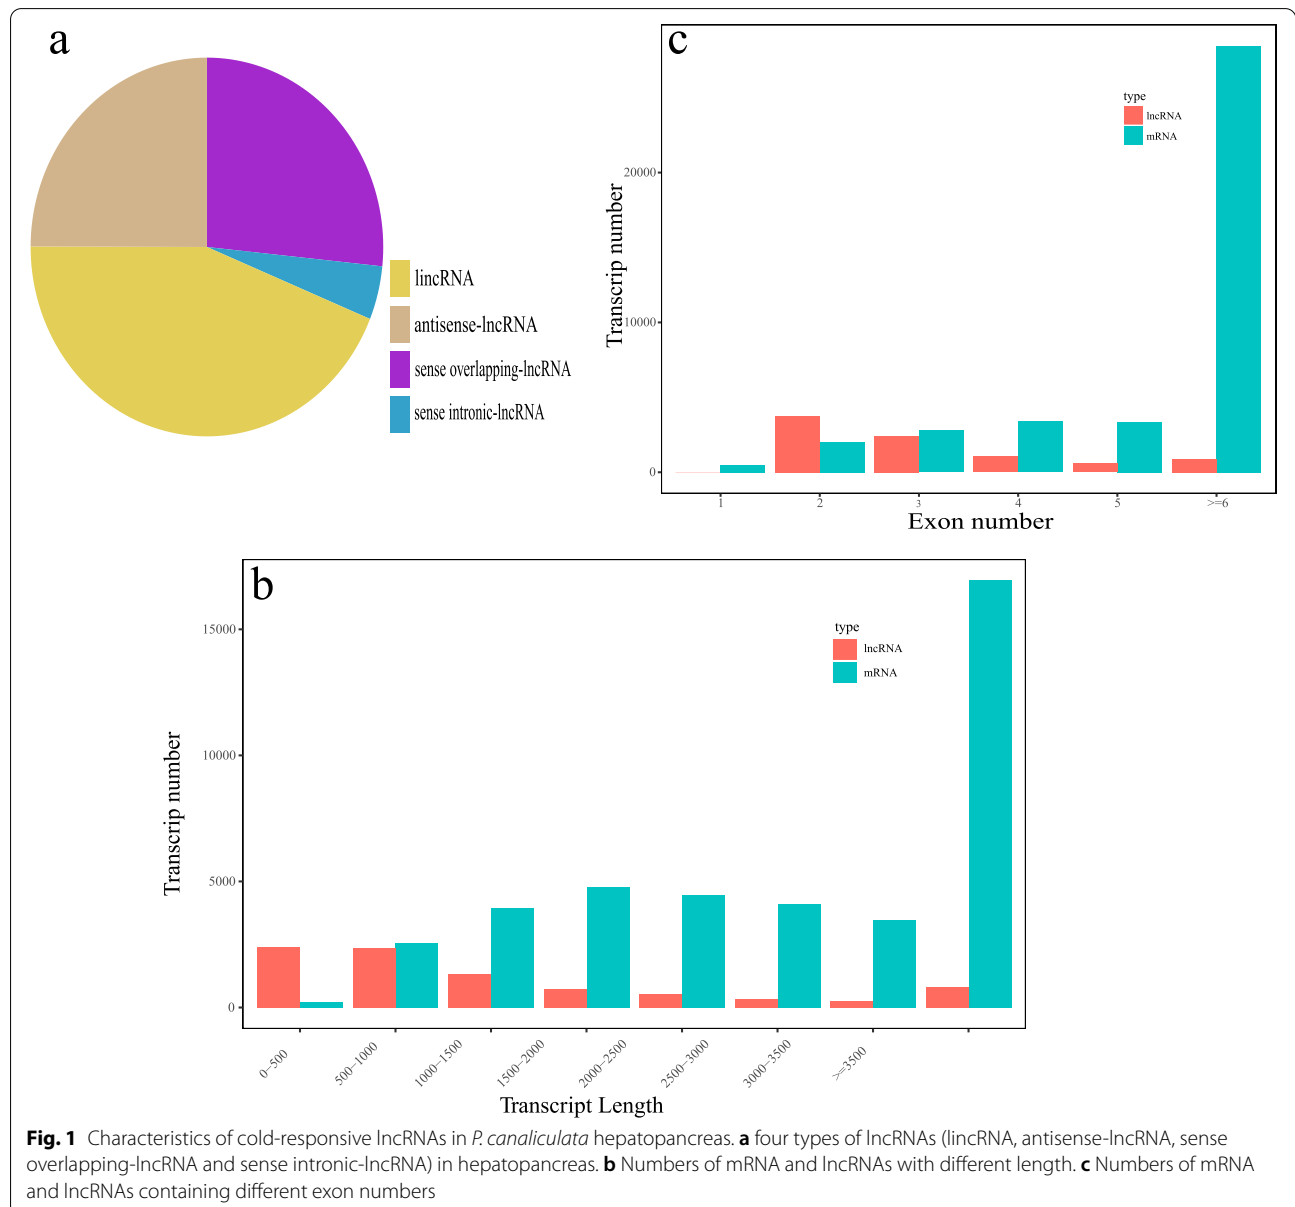 a
lincRNA
antisense-lncRNA
sense overlapping-lncRNA
sense intronic-lncRNA
c
type
lncRNA
mRNA
Transcrip number
20000
10000
0
1 2 3 4 5 >=6
Exon number
b
type
lncRNA
mRNA
Transcrip number
15000
10000
5000
0
0-500 500-1000 1000-1500 1500-2000 2000-2500 2500-3000 3000-3500 >=3500
Transcript Length
Fig. 1 Characteristics of cold-responsive lncRNAs in P. canaliculata hepatopancreas. a four types of lncRNAs (lincRNA, antisense-lncRNA, sense
overlapping-lncRNA and sense intronic-lncRNA) in hepatopancreas. b Numbers of mRNA and lncRNAs with different length. c Numbers of mRNA
and lncRNAs containing different exon numbers